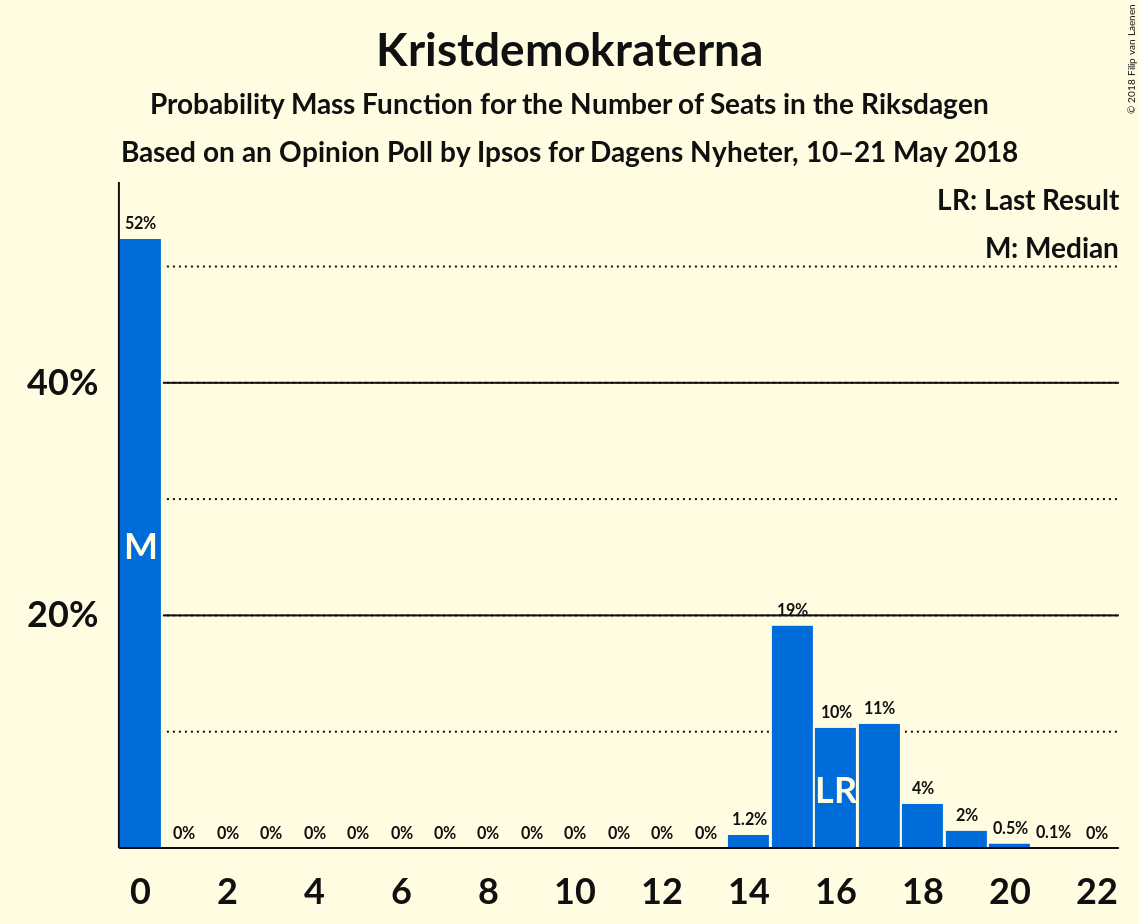 © 2018 Filip van Laenen
Kristdemokraterna
Probability Mass Function for the Number of Seats in the Riksdagen
Based on an Opinion Poll by Ipsos for Dagens Nyheter, 10–21 May 2018
LR: Last Result
M: Median
52%
40%
M
20%
19%
10%
11%
LR
4%
0% 0% 0% 0% 0% 0% 0% 0% 0% 0% 0% 0% 0% 1.2% 2% 0.5% 0.1% 0%
0 2 4 6 8 10 12 14 16 18 20 22